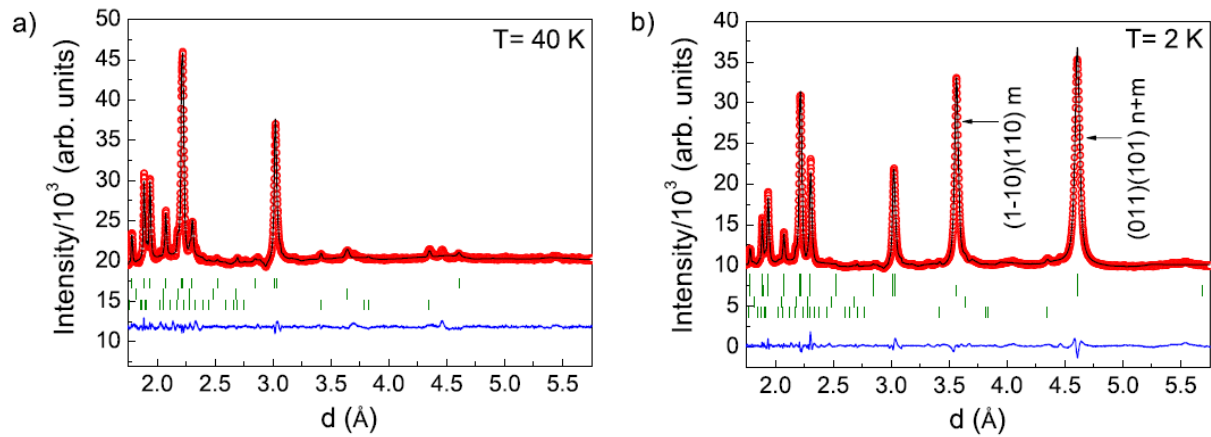 a)
T= 40 K
Intensity/10³ (arb. units)
50
45
40
35
30
25
20
15
10
2.0 2.5 3.0 3.5 4.0 4.5 5.0 5.5
d (Å)
b)
T= 2 K
Intensity/10³ (arb. units)
40
35
30
25
20
15
10
5
0
(1-10)(110) m
(011)(101) n+m
2.0 2.5 3.0 3.5 4.0 4.5 5.0 5.5
d (Å)